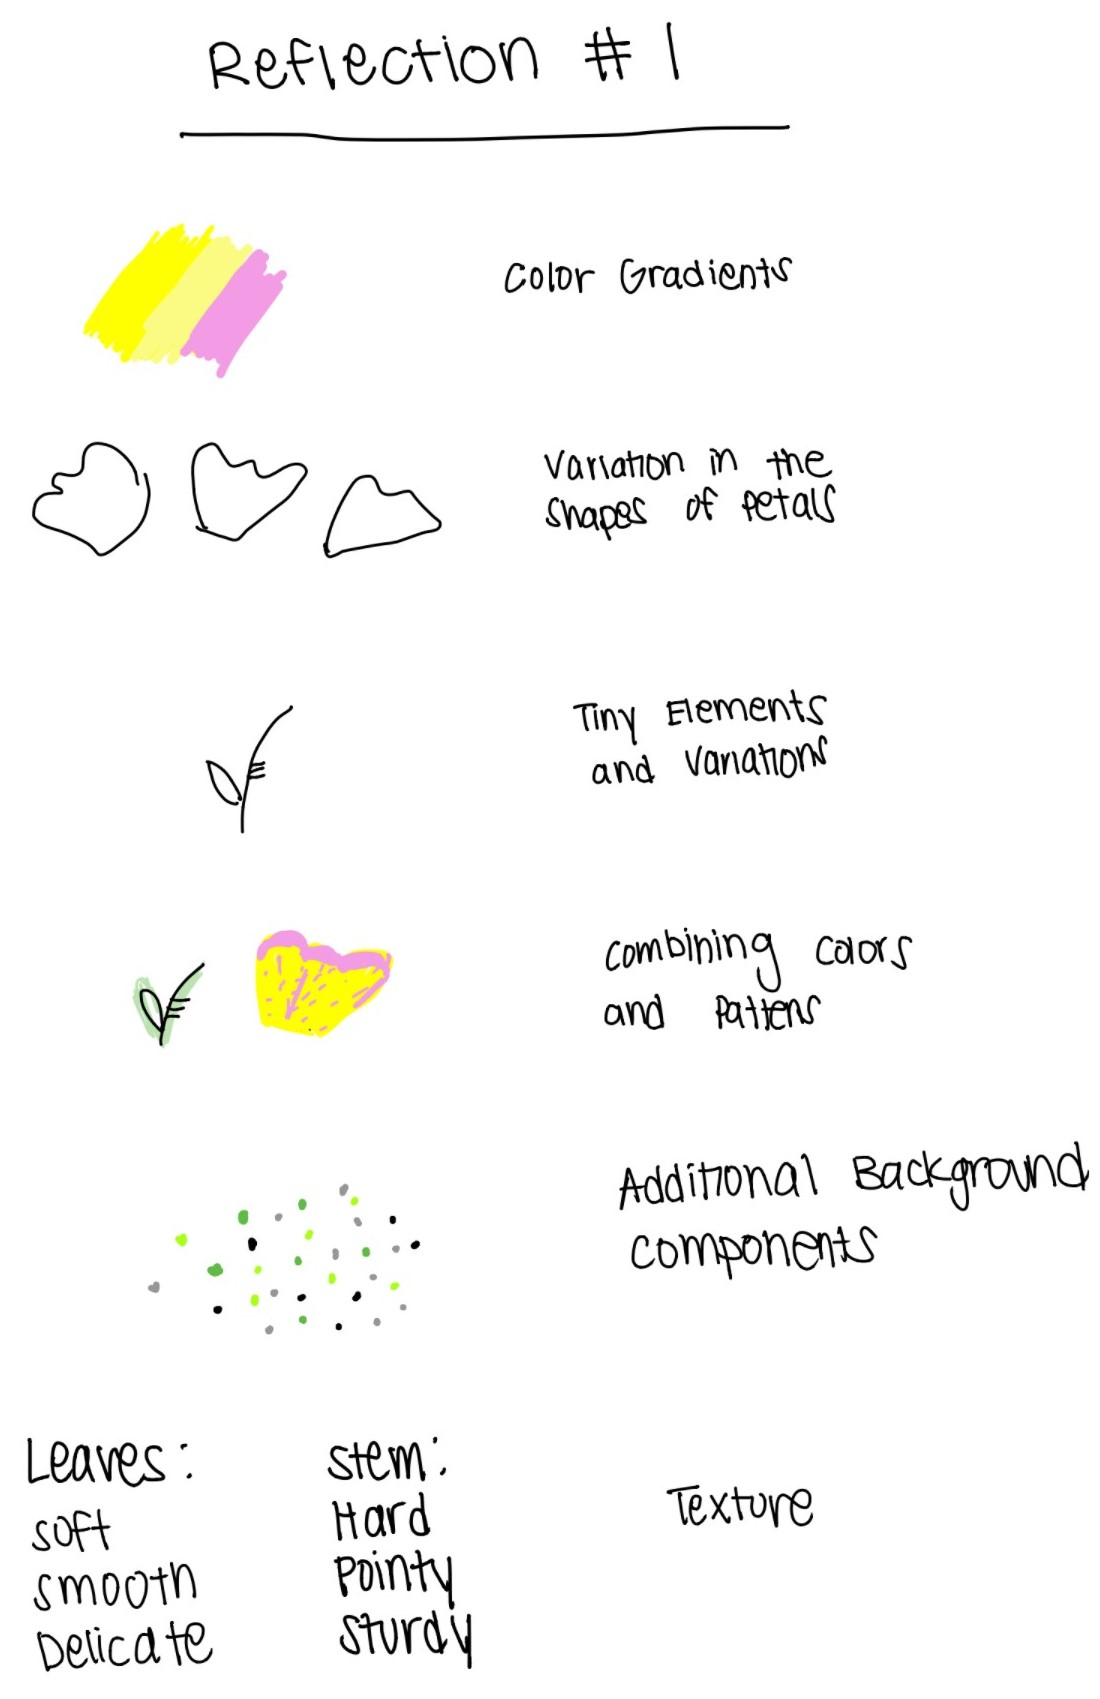 Reflection # 1
Color Gradients
Variation in the
shapes of Petals
Tiny Elements
and Variations
Combining Colors
and Pattens
Additional Background
components
Leaves:
soft
smooth
Delicate
stem:
Hard
Pointy
Sturdy
Texture